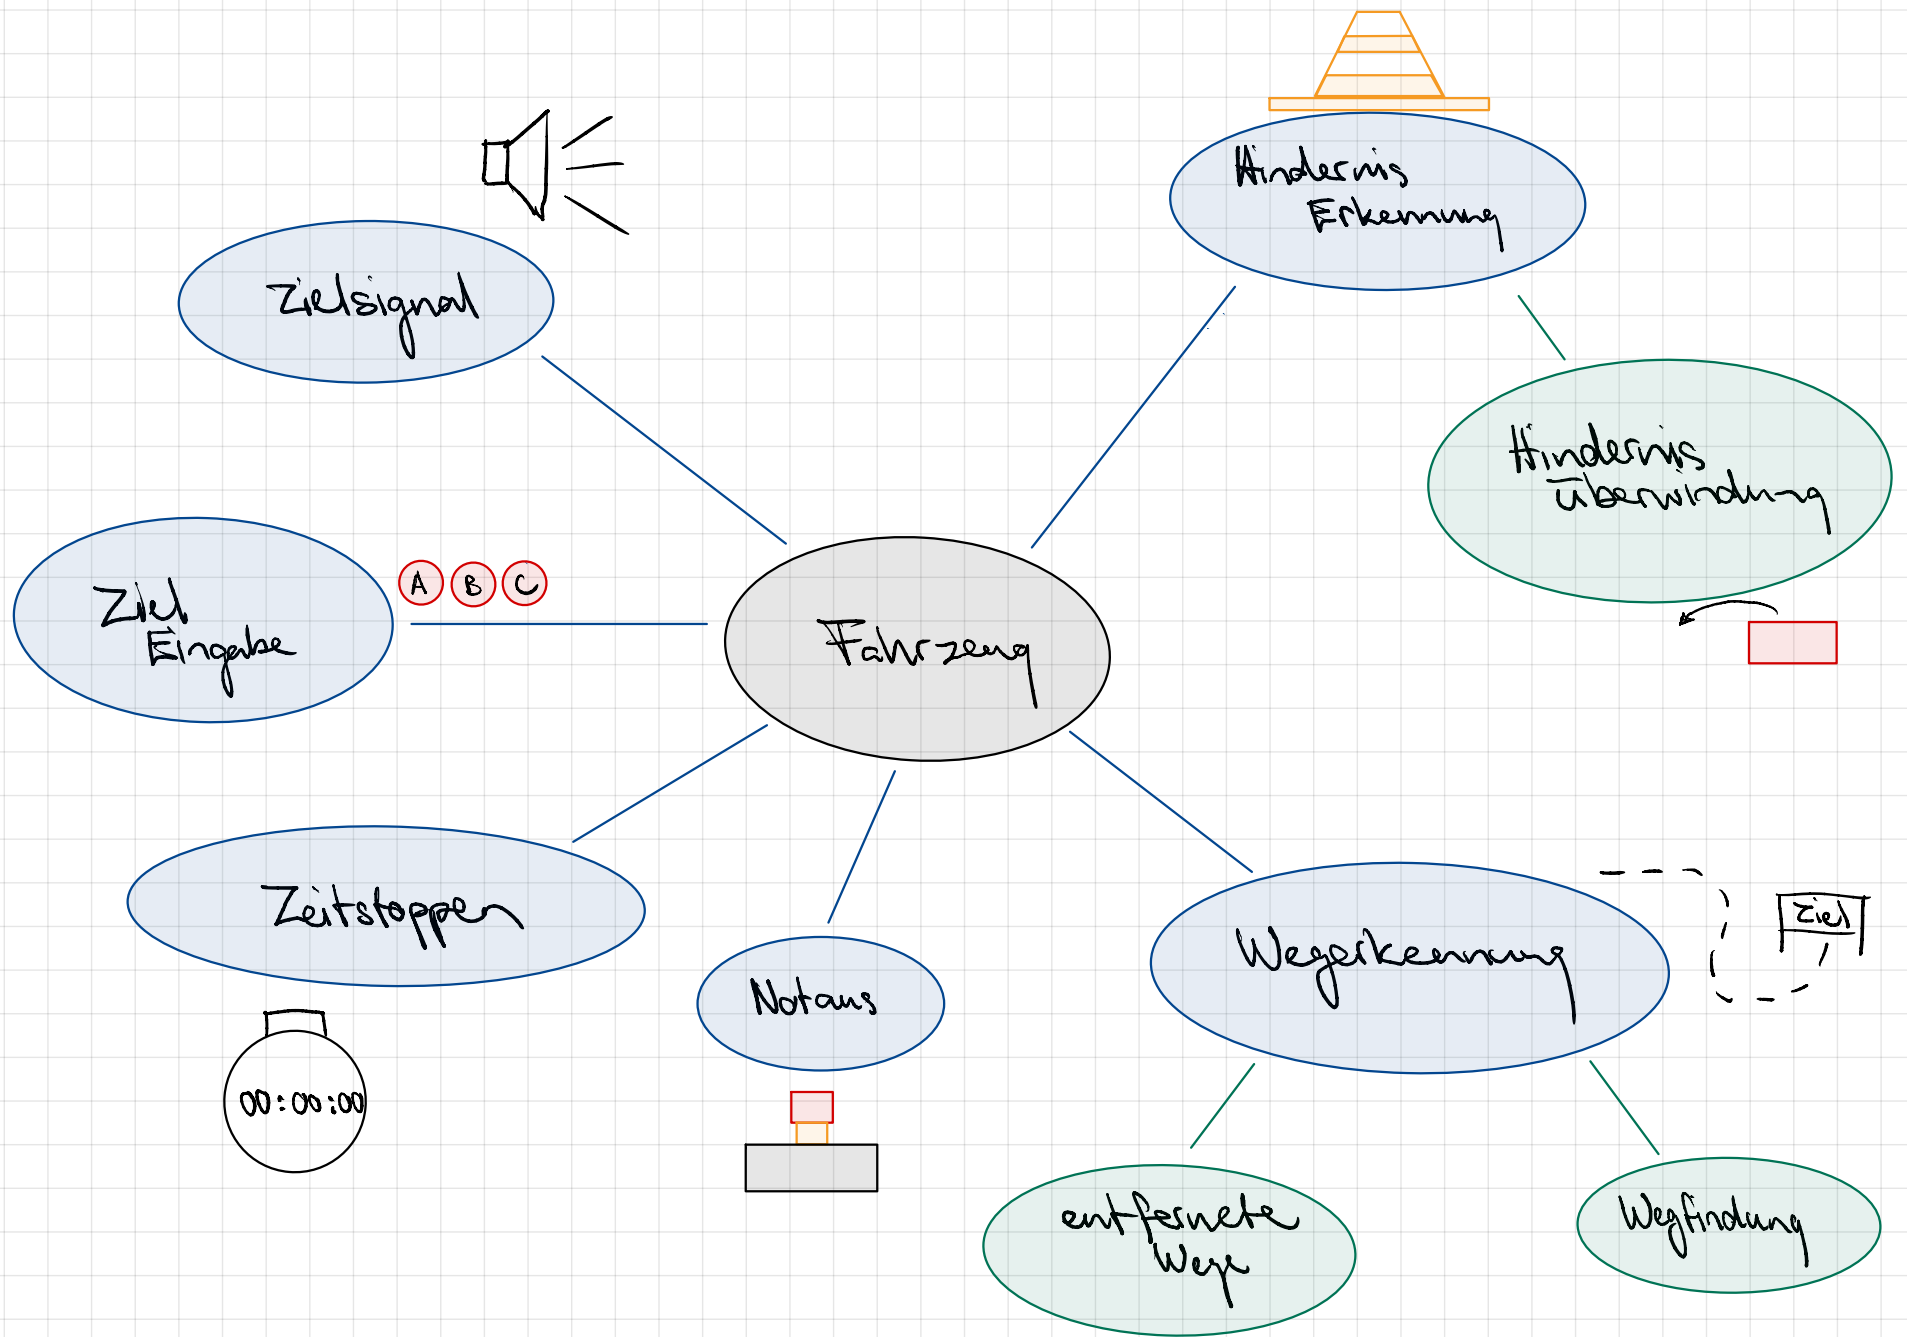 Hindernis
Erkennung
Zielsignal
Hindernis
überwindung
A B C
Ziel
Eingabe
Fahrzeug
Zeitstoppen
Ziel
Wegerkennung
Notaus
00:00:00
entfernete
Wege
Wegfindung